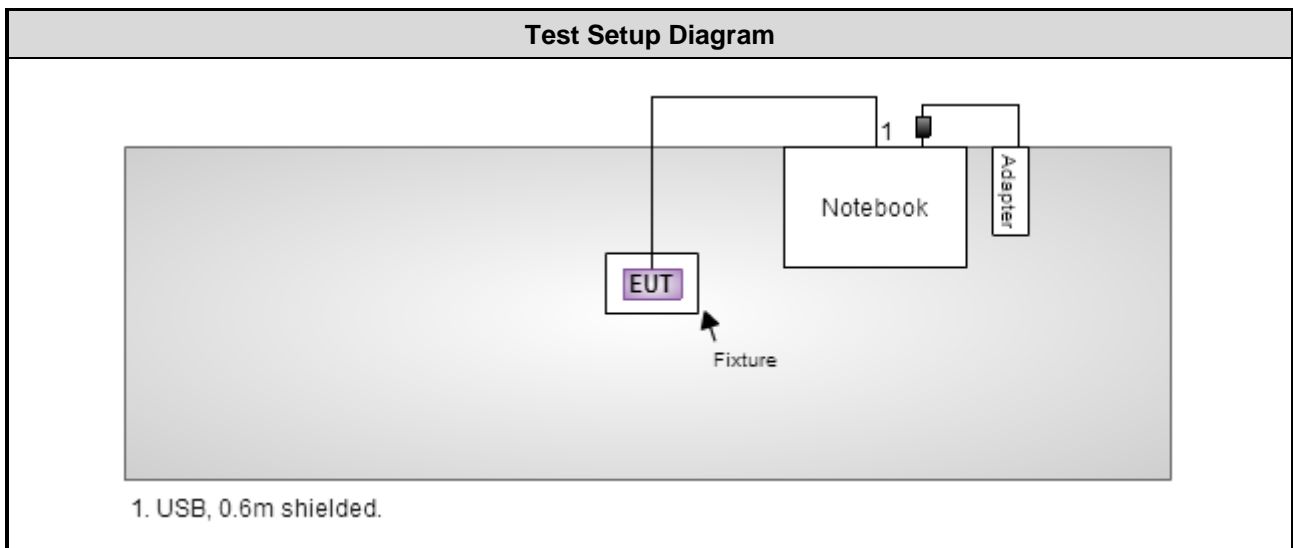 Test Setup Diagram
1
Adapter
Notebook
EUT
Fixture
1. USB, 0.6m shielded.